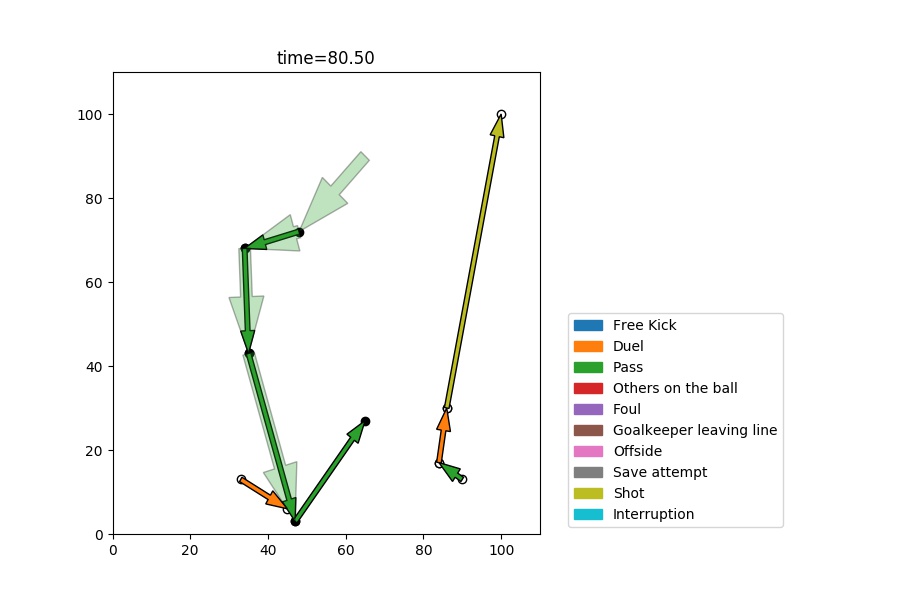 time=80.50
100
80
60
40
20
0
0 20 40 60 80 100
Free Kick
Duel
Pass
Others on the ball
Foul
Goalkeeper leaving line
Offside
Save attempt
Shot
Interruption